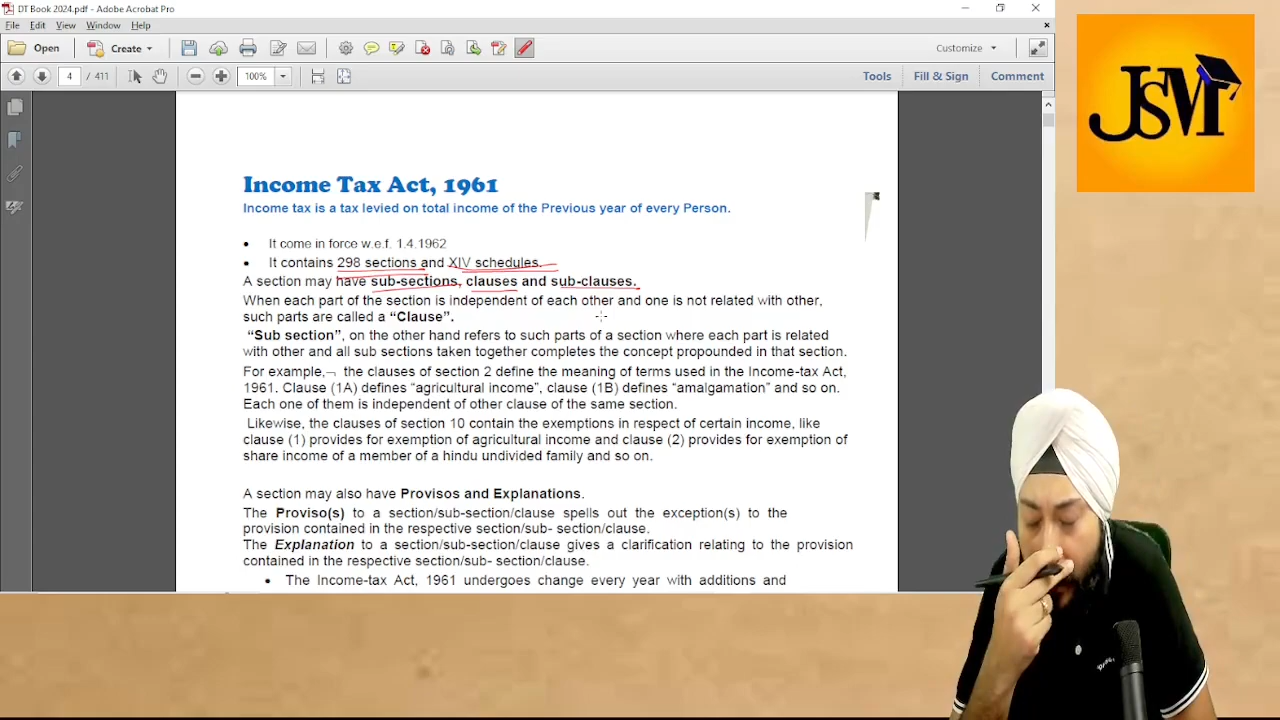 DT Book 2024.pdf - Adobe Acrobat Pro
File Edit View Window Help
Open Create Customize
4 / 411 100% Tools Fill & Sign Comment
JSM
Income Tax Act, 1961
Income tax is a tax levied on total income of the Previous year of every Person.
• It come in force w.e.f. 1.4.1962
• It contains 298 sections and XIV schedules.
A section may have sub-sections, clauses and sub-clauses.
When each part of the section is independent of each other and one is not related with other,
such parts are called a “Clause”.
“Sub section”, on the other hand refers to such parts of a section where each part is related
with other and all sub sections taken together completes the concept propounded in that section.
For example,¬ the clauses of section 2 define the meaning of terms used in the Income-tax Act,
1961. Clause (1A) defines “agricultural income”, clause (1B) defines “amalgamation” and so on.
Each one of them is independent of other clause of the same section.
Likewise, the clauses of section 10 contain the exemptions in respect of certain income, like
clause (1) provides for exemption of agricultural income and clause (2) provides for exemption of
share income of a member of a hindu undivided family and so on.
A section may also have Provisos and Explanations.
The Proviso(s) to a section/sub-section/clause spells out the exception(s) to the
provision contained in the respective section/sub- section/clause.
The Explanation to a section/sub-section/clause gives a clarification relating to the provision
contained in the respective section/sub- section/clause.
• The Income-tax Act, 1961 undergoes change every year with additions and